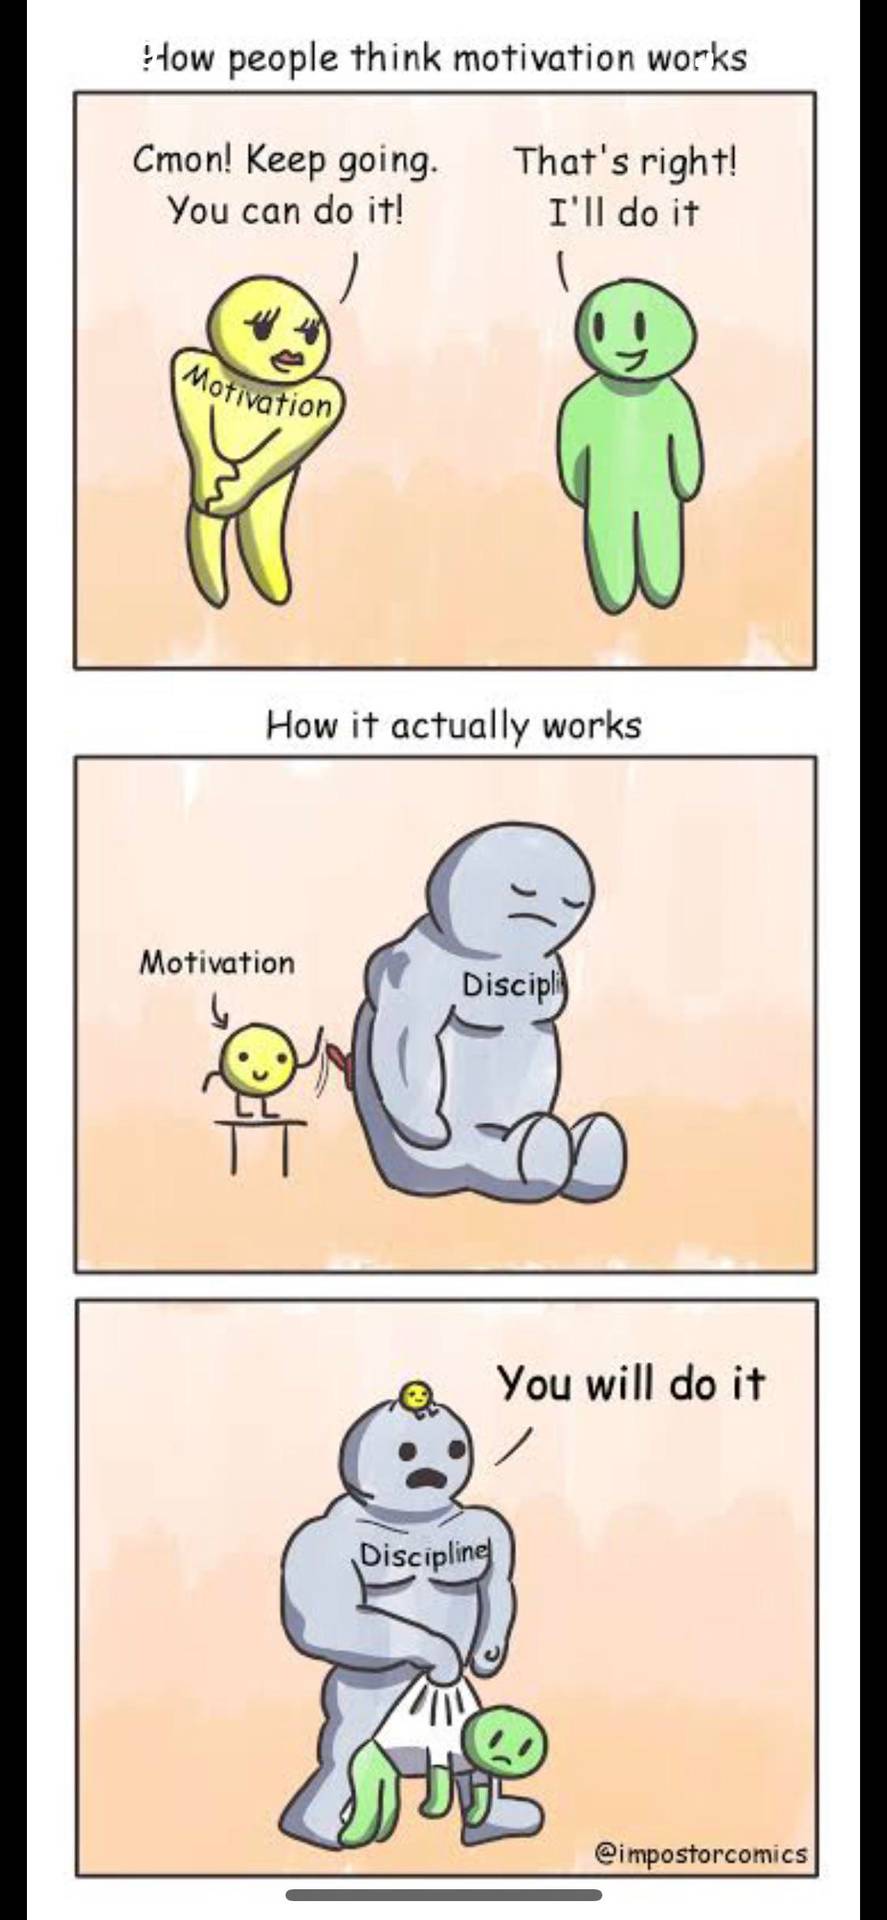 How people think motivation works
Cmon! Keep going.
You can do it!
That's right!
I'll do it
Motivation
How it actually works
Motivation
Discipli
You will do it
Discipline
@impostorcomics